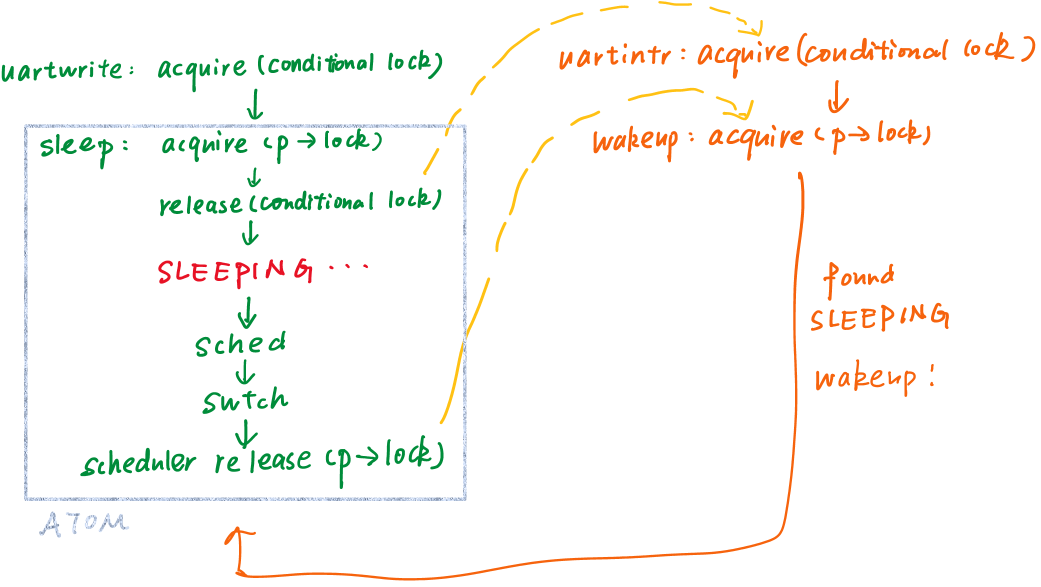 uartwrite: acquire (conditional lock)
sleep: acquire (p→lock)
release (conditional lock)
SLEEPING ...
sched
swtch
scheduler release (p→lock)
ATOM
uartintr: acquire (conditional lock)
wakeup: acquire (p→lock)
found
SLEEPING
wakeup!